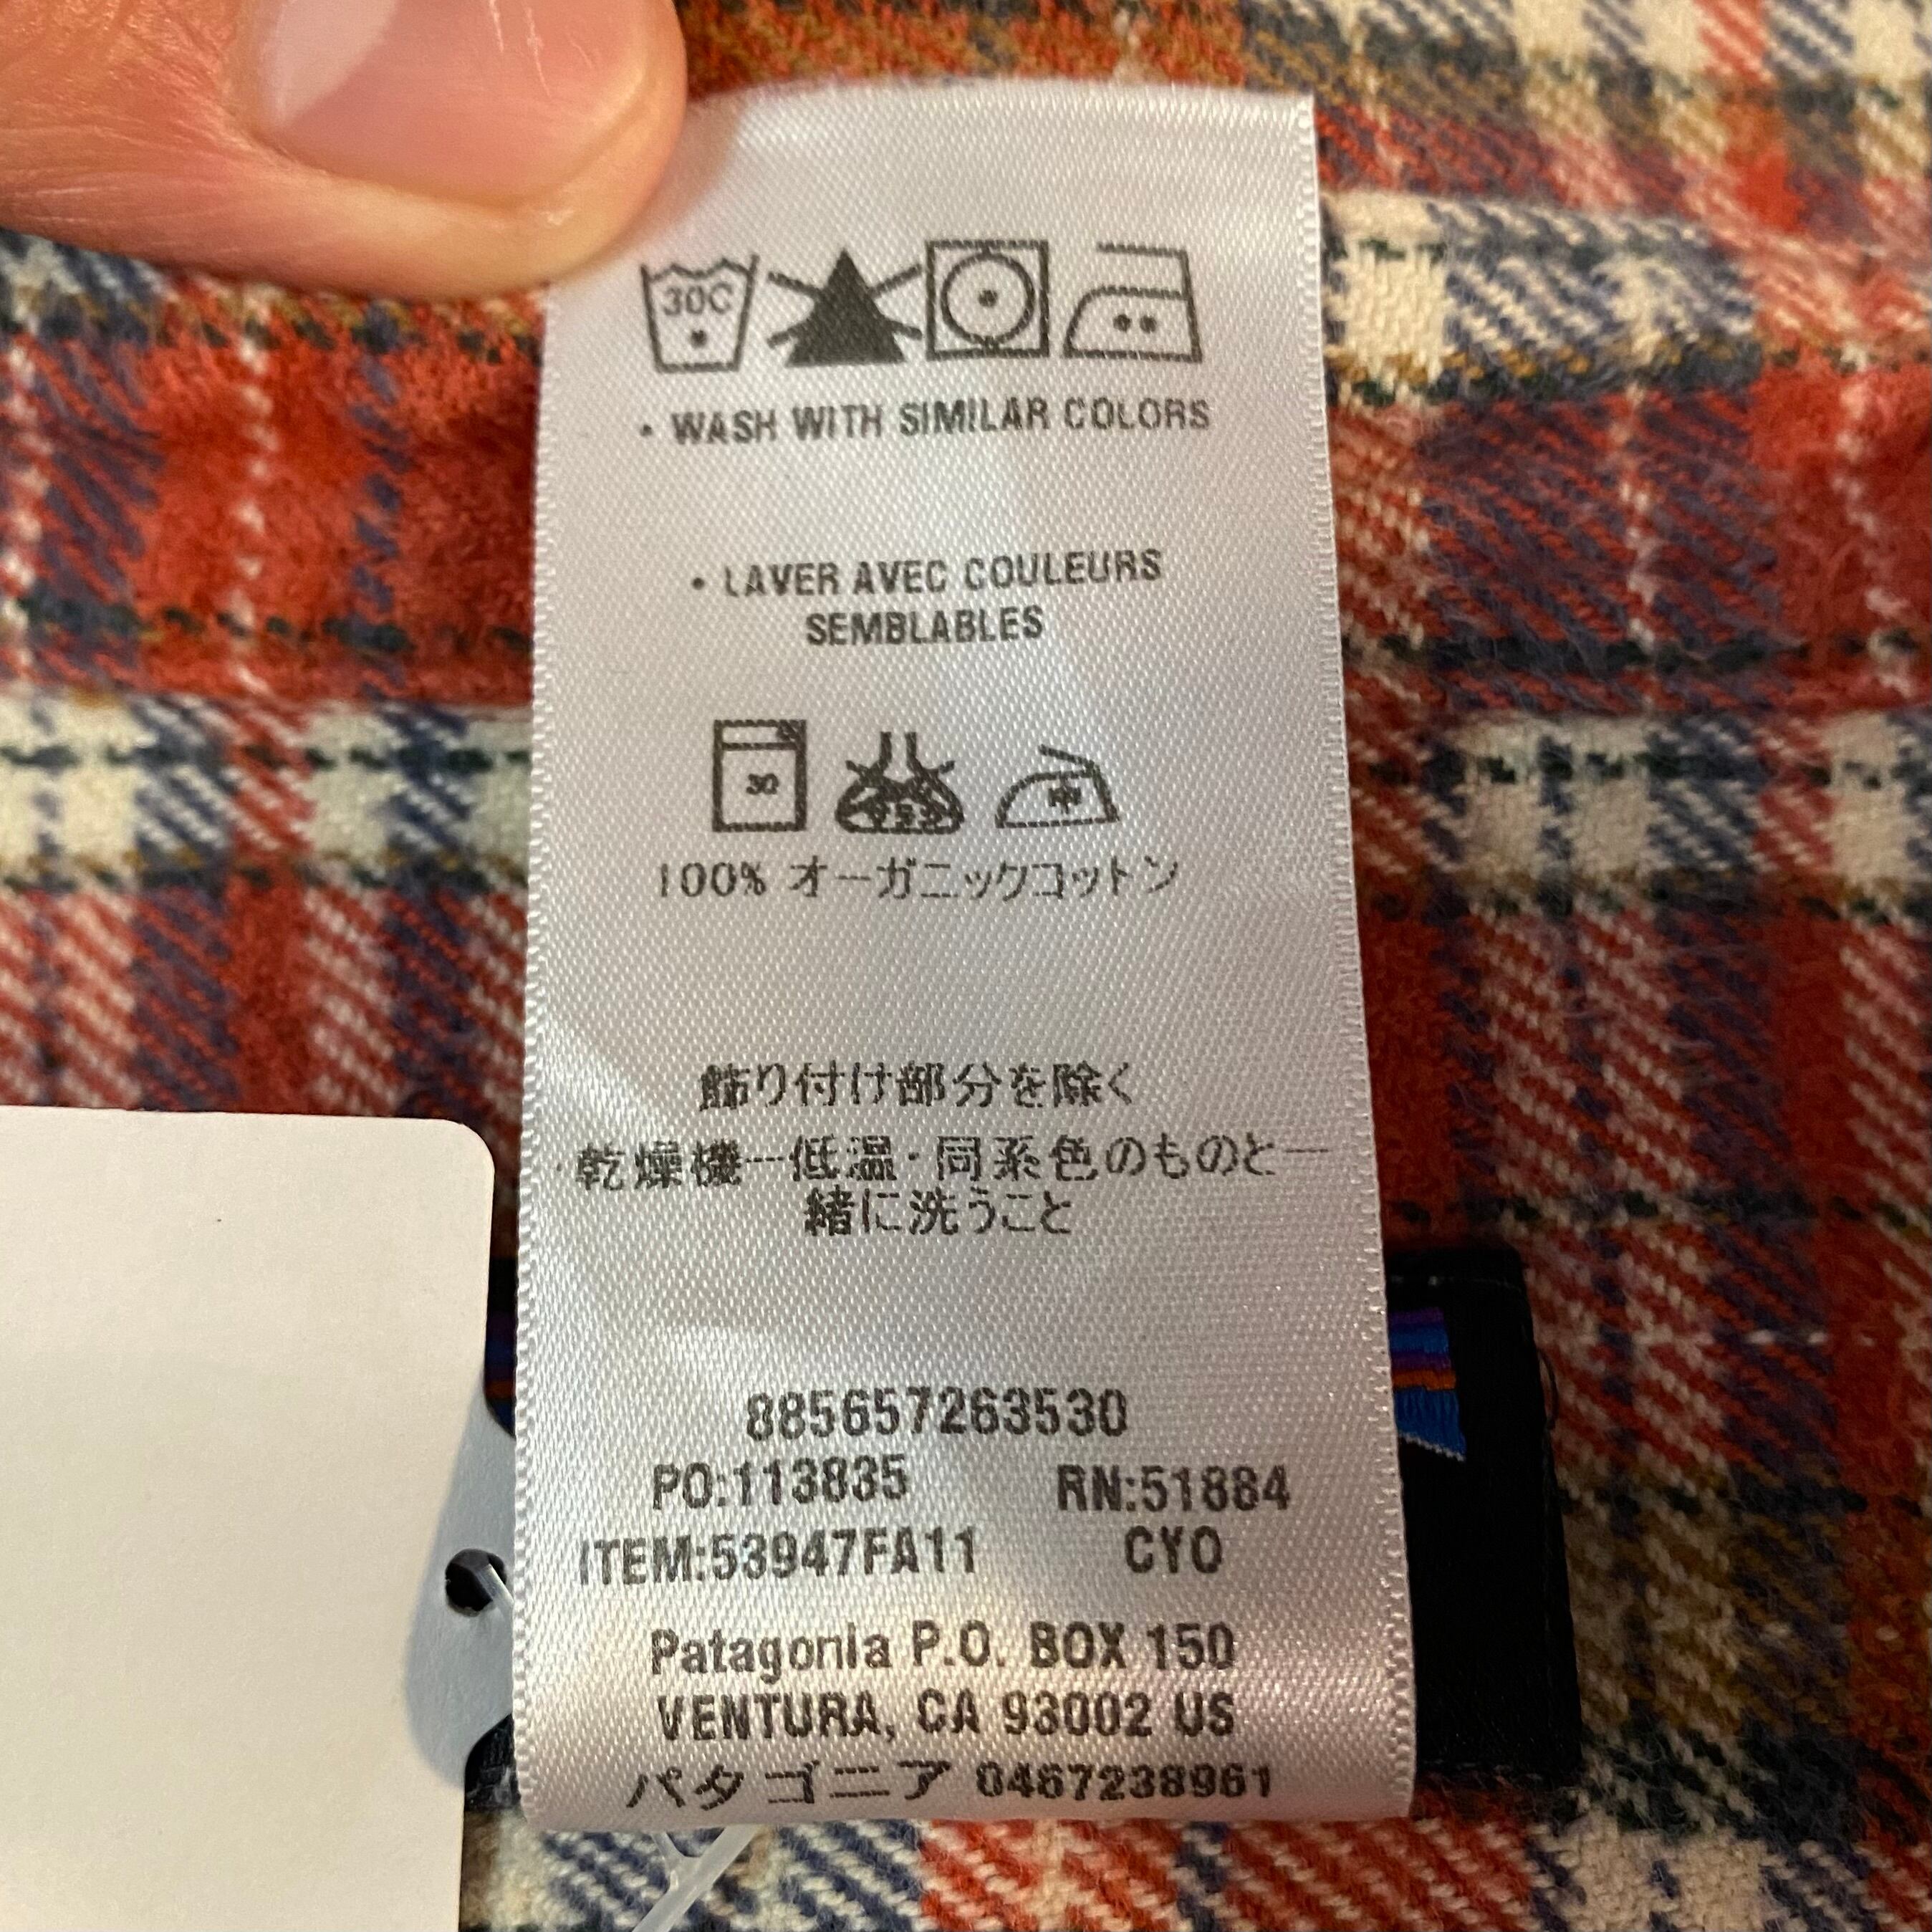 30C
• WASH WITH SIMILAR COLORS
• LAVER AVEC COULEURS
SEMBLABLES
30
中
100% オーガニックコットン
飾り付け部分を除く
乾燥機—低温・同系色のものと一
緒に洗うこと
885657263530
PO:113835 RN:51884
ITEM:53947FA11 CYO
Patagonia P.O. BOX 150
VENTURA, CA 93002 US
パタゴニア 0467238961